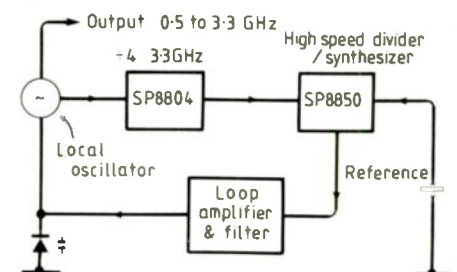 Output 0·5 to 3·3 GHz
÷4 3·3GHz
High speed divider
/synthesizer
SP8804
SP8850
Local
oscillator
Reference
Loop
amplifier
& filter